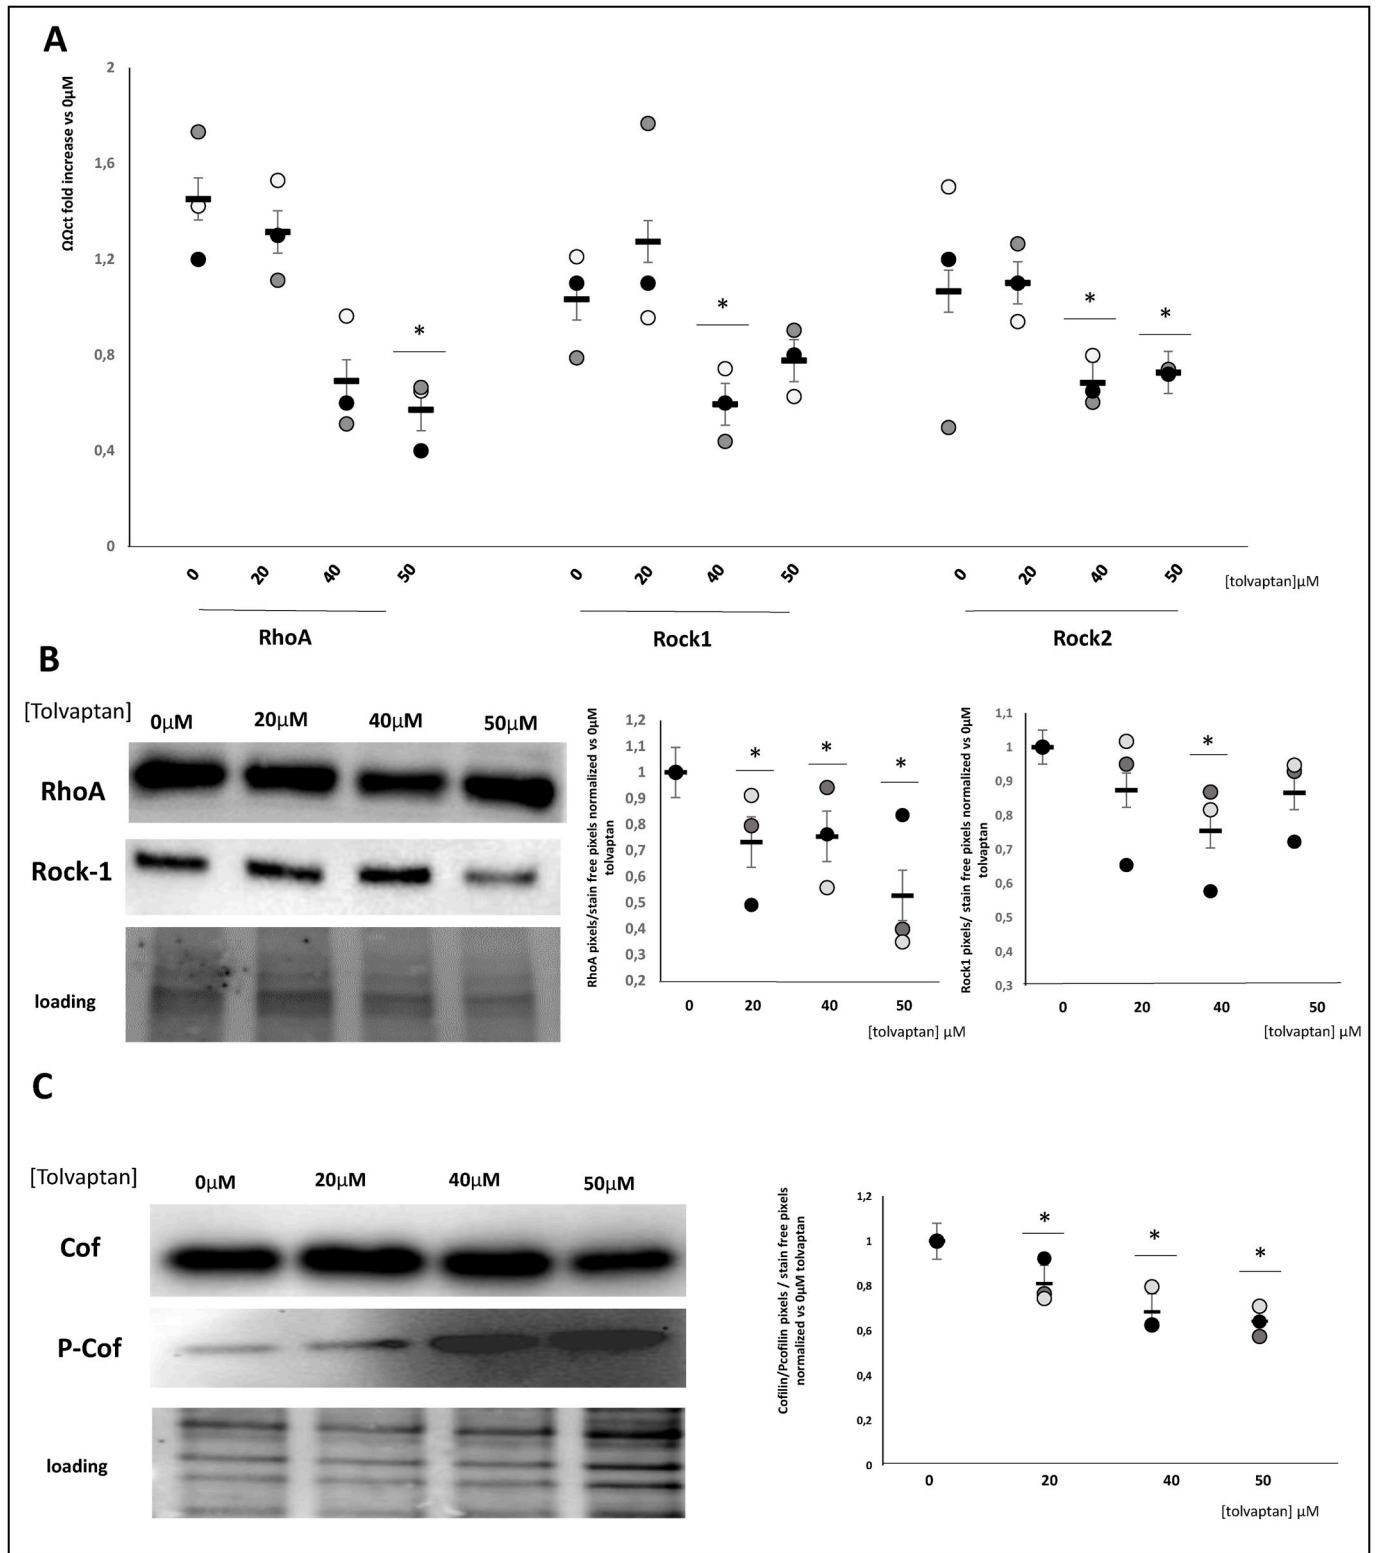 A
ΩΩct fold increase vs 0μM
2
1,6
1,2
0,8
0,4
0
*
*
*
*
0 20 40 50 0 20 40 50 0 20 40 50
[tolvaptan]μM
RhoA Rock1 Rock2
B
[Tolvaptan] 0μM 20μM 40μM 50μM
RhoA
Rock-1
loading
RhoA pixels/stain free pixels normalized vs 0μM
tolvaptan
1,2
1,1
1
0,9
0,8
0,7
0,6
0,5
0,4
0,3
0,2
* * *
0 20 40 50
[tolvaptan] μM
Rock1 pixels/ stain free pixels normalized vs 0μM
tolvaptan
1,1
1
0,9
0,8
0,7
0,6
0,5
0,4
0,3
*
0 20 40 50
[tolvaptan] μM
C
[Tolvaptan] 0μM 20μM 40μM 50μM
Cof
P-Cof
loading
Cofilin/Pcofilin pixels / stain free pixels
normalized vs 0μM tolvaptan
1,2
1
0,8
0,6
0,4
0,2
0
* * *
0 20 40 50
[tolvaptan] μM